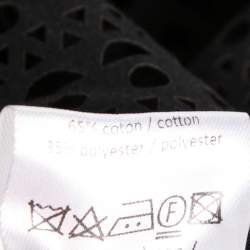 65% coton / cotton
35% polyester / polyester
F